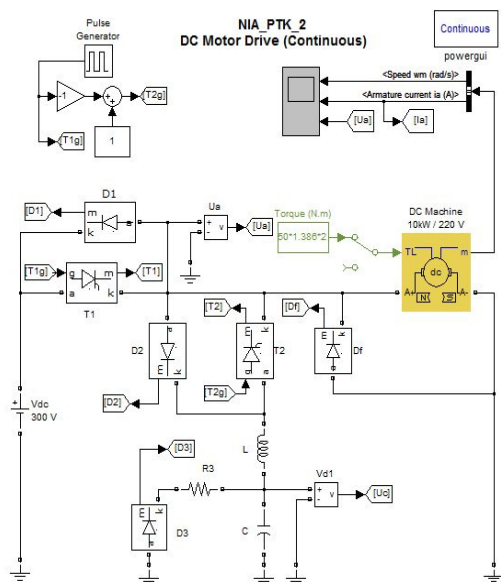 NIA_PTK_2
DC Motor Drive (Continuous)
Pulse
Generator
Continuous
powergui
-1
[T2g]
1
[T1g]
<Speed wm (rad/s)>
<Armature current ia (A)>
[Ua]
[Ia]
D1
[D1]
m
k
a
Ua
+
-
v
[Ua]
Torque (N.m)
50*1.386*2
DC Machine
10kW / 220 V
TL
m
dc
A+
A-
[T1g]
g
a
m
k
[T1]
T1
D2
a
m
k
[D2]
[T2]
m
k
g
a
T2
[T2g]
[Df]
m
k
a
Df
+
Vdc
300 V
L
[D3]
R3
m
k
a
D3
C
Vd1
+
-
v
[Uc]